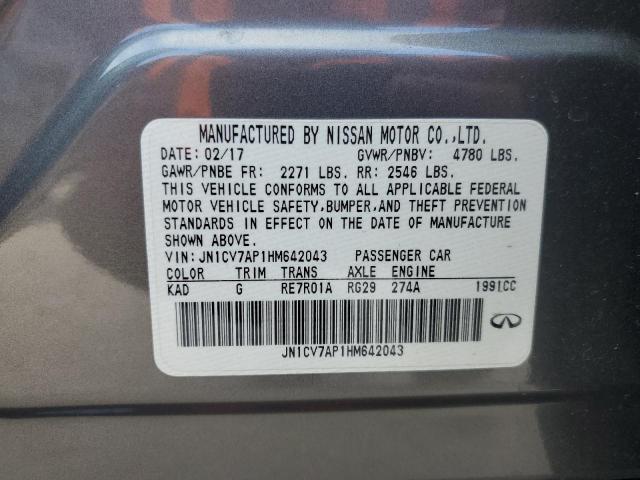 MANUFACTURED BY NISSAN MOTOR CO.,LTD.
DATE: 02/17 GVWR/PNBV: 4780 LBS.
GAWR/PNBE FR: 2271 LBS. RR: 2546 LBS.
THIS VEHICLE CONFORMS TO ALL APPLICABLE FEDERAL
MOTOR VEHICLE SAFETY,BUMPER,AND THEFT PREVENTION
STANDARDS IN EFFECT ON THE DATE OF MANUFACTURE
SHOWN ABOVE.
VIN: JN1CV7AP1HM642043 PASSENGER CAR
COLOR TRIM TRANS AXLE ENGINE
KAD G RE7R01A RG29 274A 1991CC
JN1CV7AP1HM642043